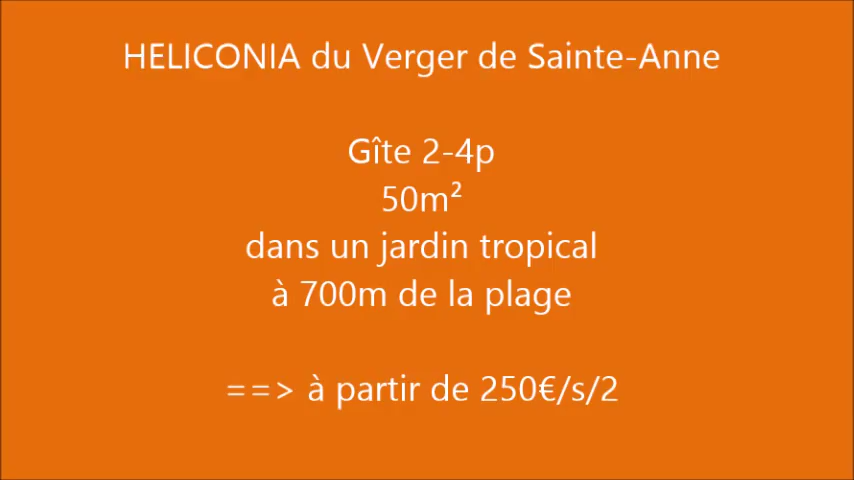 HELICONIA du Verger de Sainte-Anne
Gîte 2-4p
50m²
dans un jardin tropical
à 700m de la plage
==> à partir de 250€/s/2